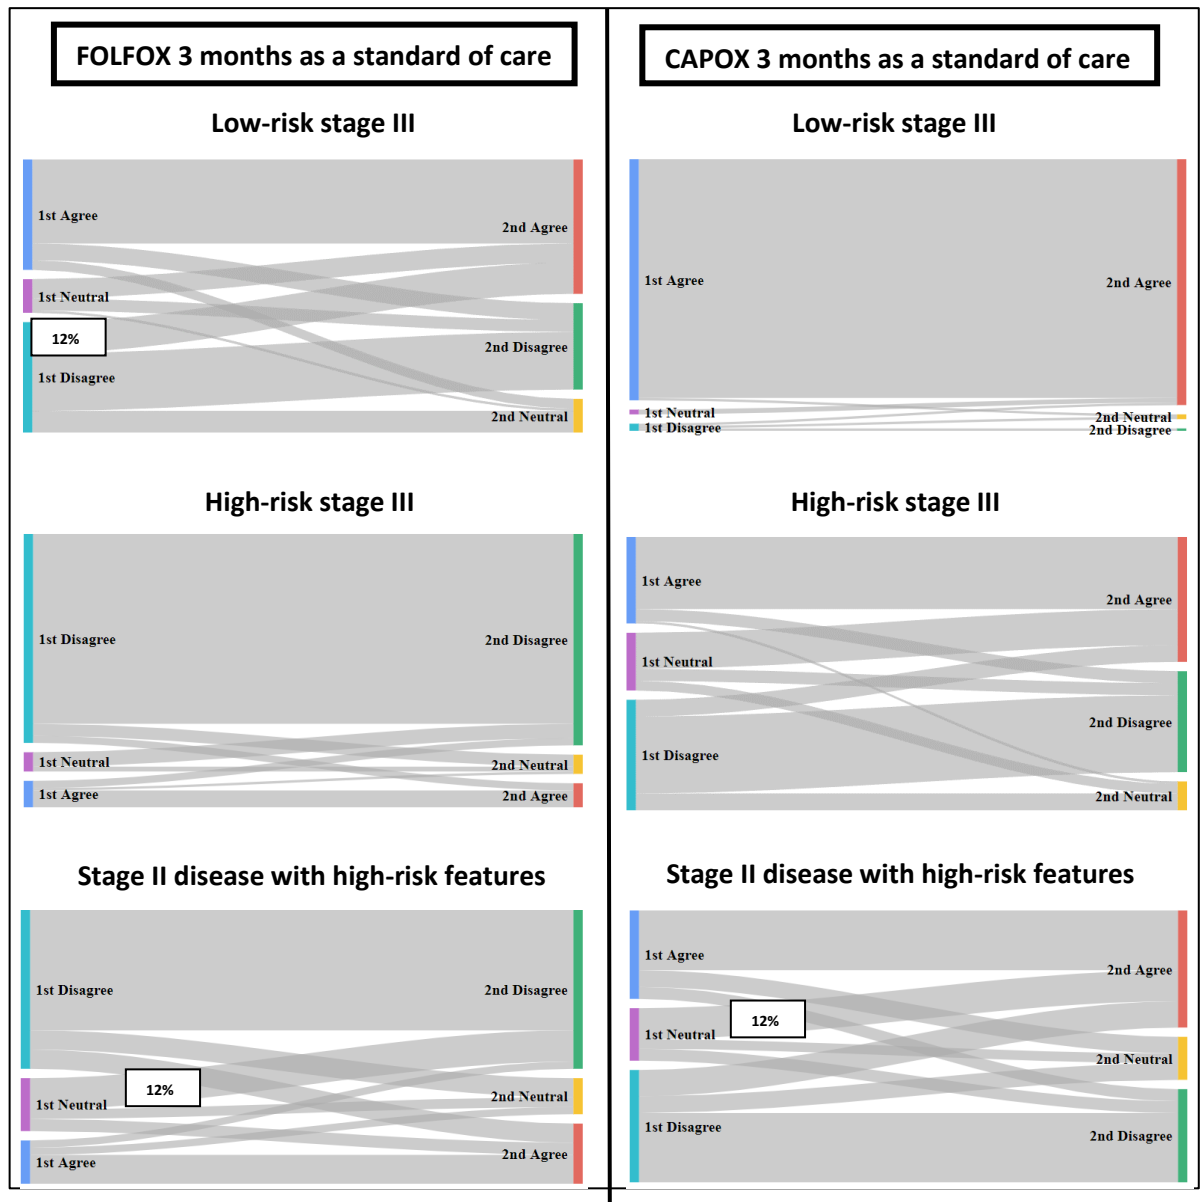 FOLFOX 3 months as a standard of care
Low-risk stage III
1st Agree
2nd Agree
1st Neutral
12%
2nd Disagree
1st Disagree
2nd Neutral
High-risk stage III
1st Disagree
2nd Disagree
1st Neutral
2nd Neutral
1st Agree
2nd Agree
Stage II disease with high-risk features
1st Disagree
2nd Disagree
12%
1st Neutral
2nd Neutral
1st Agree
2nd Agree
CAPOX 3 months as a standard of care
Low-risk stage III
1st Agree
2nd Agree
1st Neutral
2nd Neutral
1st Disagree
2nd Disagree
High-risk stage III
1st Agree
2nd Agree
1st Neutral
2nd Disagree
1st Disagree
2nd Neutral
Stage II disease with high-risk features
1st Agree
2nd Agree
12%
1st Neutral
2nd Neutral
1st Disagree
2nd Disagree